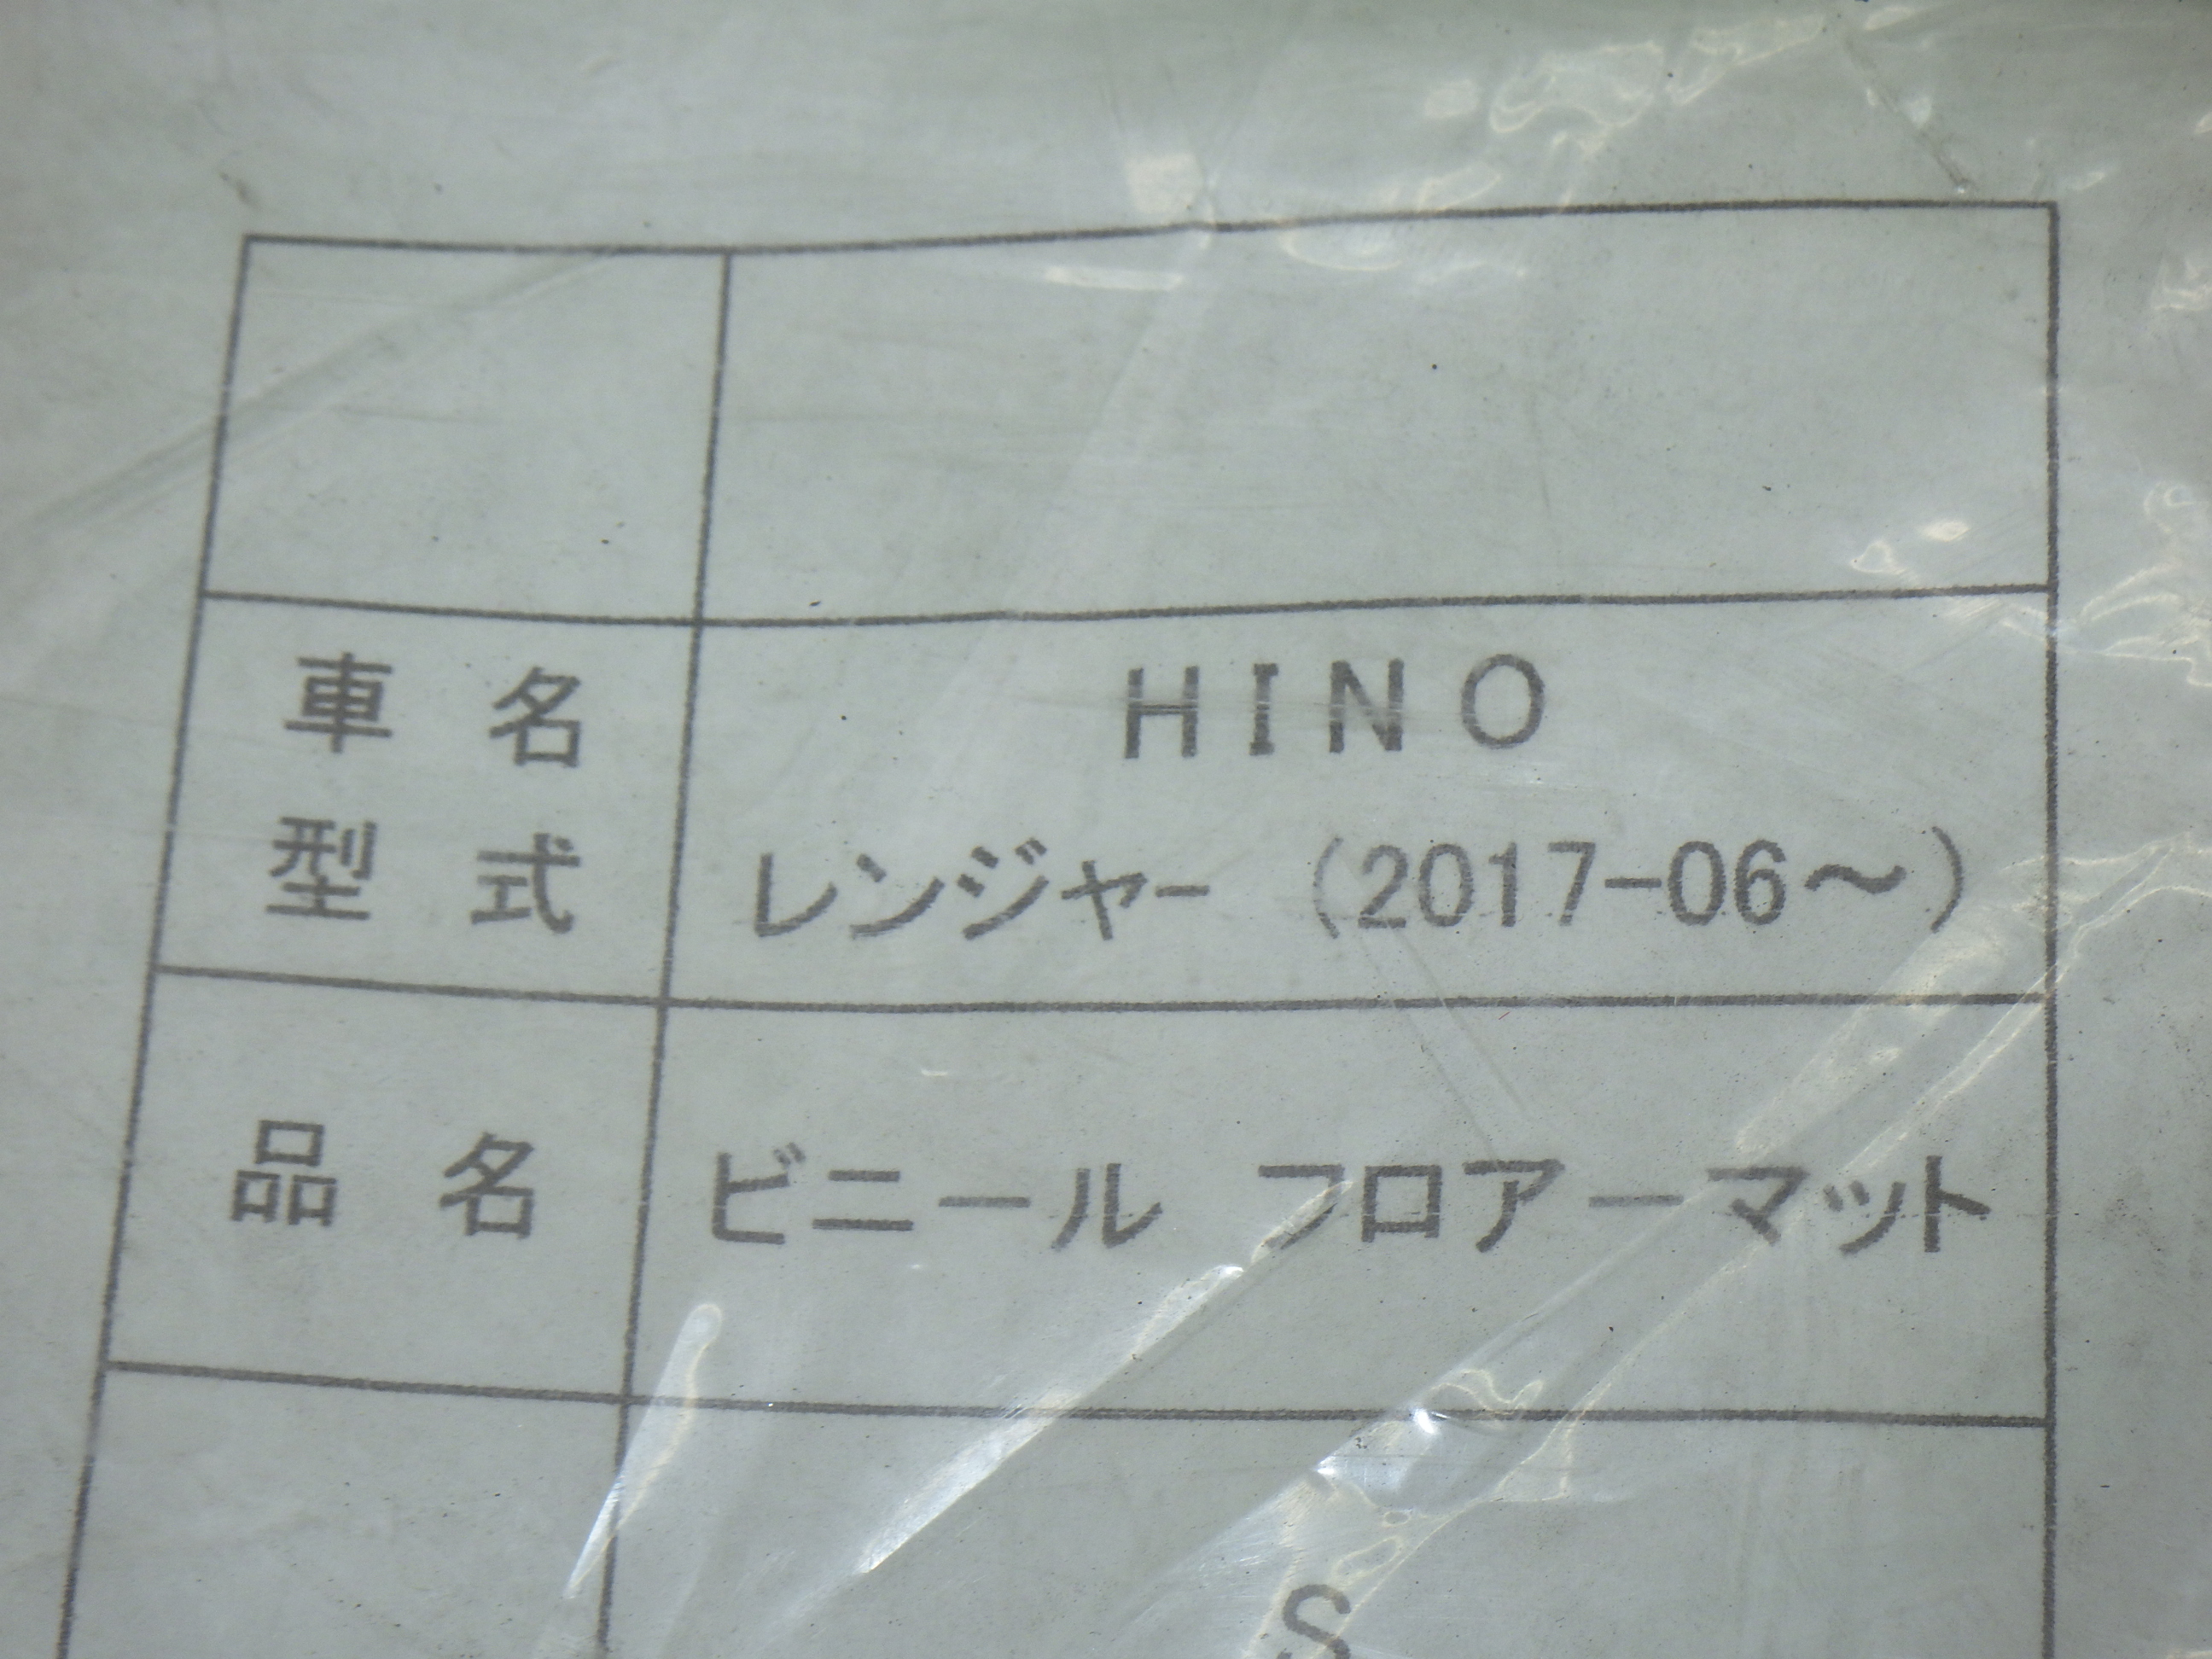 車名 HINO
型式 レンジャー (2017-06～)
品名 ビニール フロアーマット
S